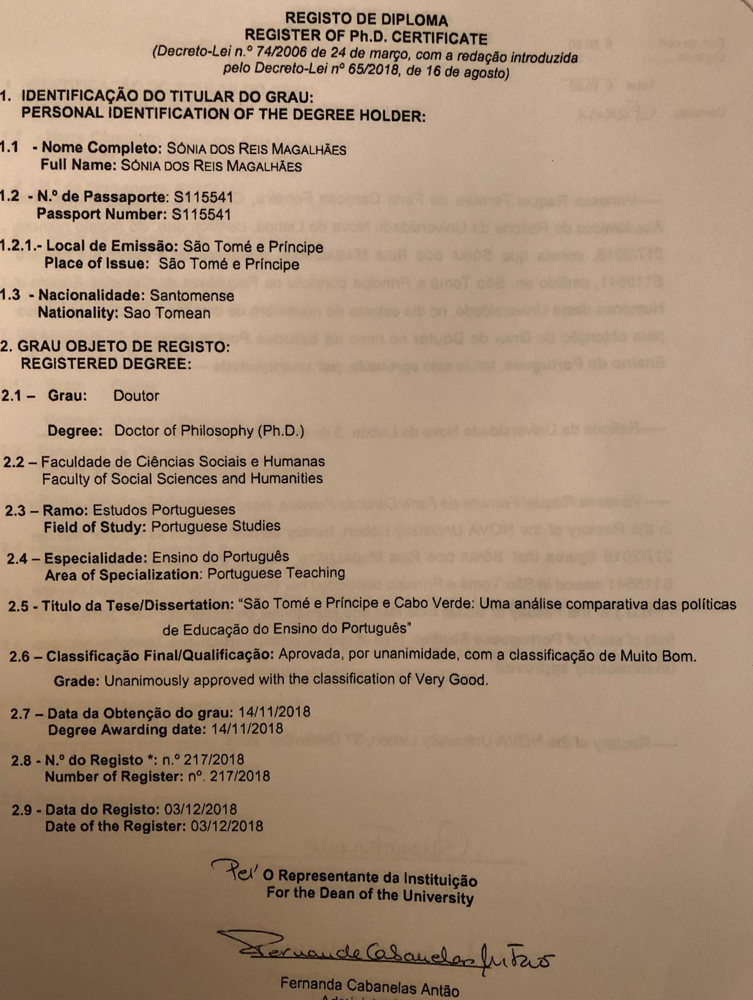 REGISTO DE DIPLOMA
REGISTER OF Ph.D. CERTIFICATE
(Decreto-Lei n.º 74/2006 de 24 de março, com a redação introduzida
pelo Decreto-Lei nº 65/2018, de 16 de agosto)
1. IDENTIFICAÇÃO DO TITULAR DO GRAU:
PERSONAL IDENTIFICATION OF THE DEGREE HOLDER:
1.1 - Nome Completo: SÓNIA DOS REIS MAGALHÃES
Full Name: SÓNIA DOS REIS MAGALHÃES
1.2 - N.º de Passaporte: S115541
Passport Number: S115541
1.2.1.- Local de Emissão: São Tomé e Príncipe
Place of Issue: São Tomé e Príncipe
1.3 - Nacionalidade: Santomense
Nationality: Sao Tomean
2. GRAU OBJETO DE REGISTO:
REGISTERED DEGREE:
2.1 – Grau: Doutor
Degree: Doctor of Philosophy (Ph.D.)
2.2 – Faculdade de Ciências Sociais e Humanas
Faculty of Social Sciences and Humanities
2.3 – Ramo: Estudos Portugueses
Field of Study: Portuguese Studies
2.4 – Especialidade: Ensino do Português
Area of Specialization: Portuguese Teaching
2.5 - Título da Tese/Dissertation: “São Tomé e Príncipe e Cabo Verde: Uma análise comparativa das políticas
de Educação do Ensino do Português”
2.6 – Classificação Final/Qualificação: Aprovada, por unanimidade, com a classificação de Muito Bom.
Grade: Unanimously approved with the classification of Very Good.
2.7 – Data da Obtenção do grau: 14/11/2018
Degree Awarding date: 14/11/2018
2.8 - N.º do Registo *: n.º 217/2018
Number of Register: nº. 217/2018
2.9 - Data do Registo: 03/12/2018
Date of the Register: 03/12/2018
Pel' O Representante da Instituição
For the Dean of the University
Fernanda Cabanelas Antão
Fernanda Cabanelas Antão